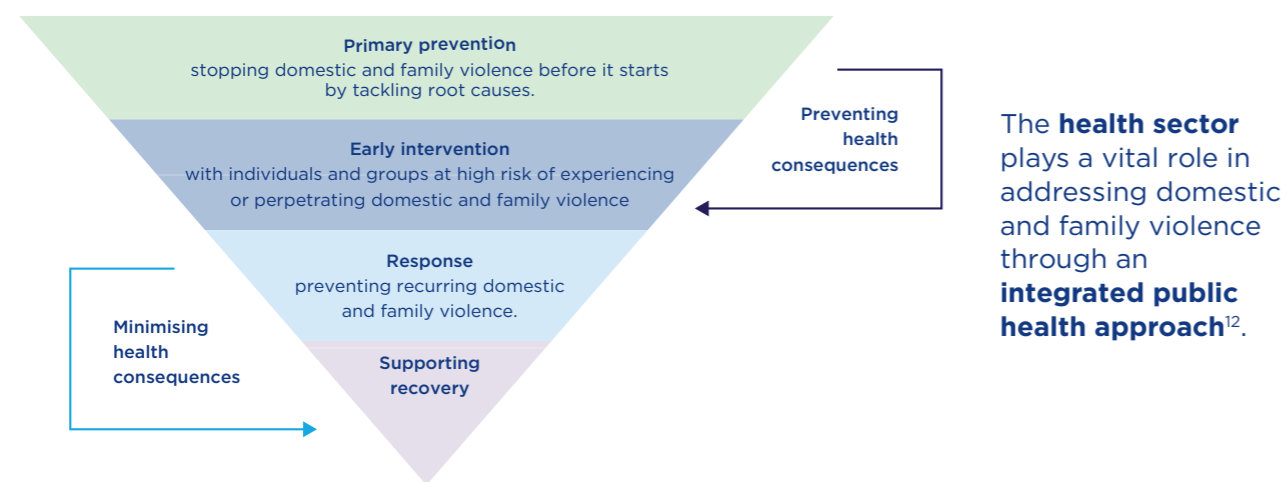 Primary prevention
stopping domestic and family violence before it starts
by tackling root causes.
Early intervention
with individuals and groups at high risk of experiencing
or perpetrating domestic and family violence
Response
preventing recurring domestic
and family violence.
Supporting
recovery
Preventing
health
consequences
Minimising
health
consequences
The health sector
plays a vital role in
addressing domestic
and family violence
through an
integrated public
health approach¹².